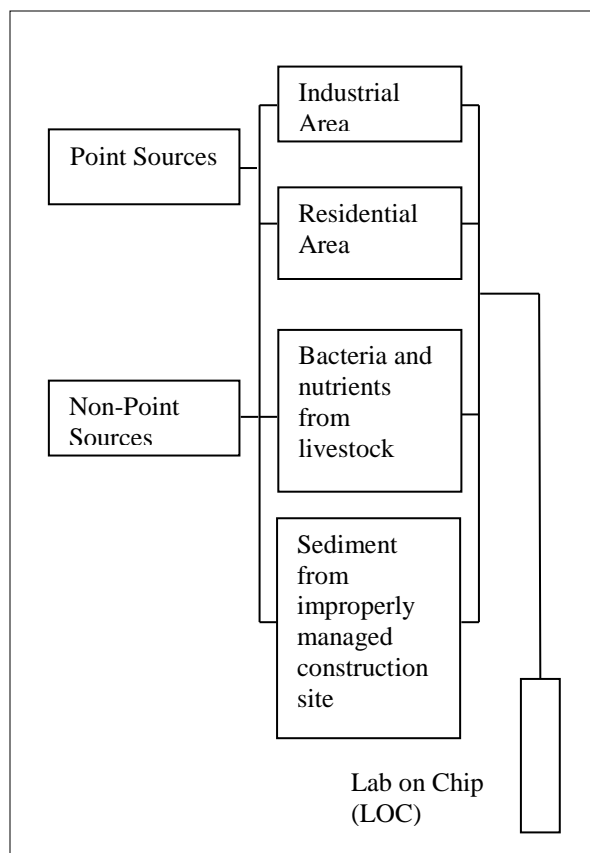 Point Sources
Industrial
Area
Residential
Area
Non-Point
Sources
Bacteria and
nutrients
from
livestock
Sediment
from
improperly
managed
construction
site
Lab on Chip
(LOC)